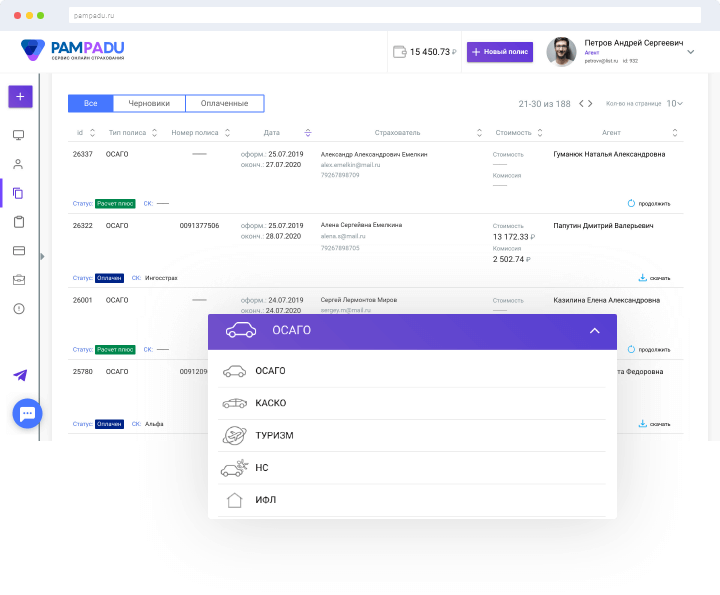 pampadu.ru
PAMPADU
СЕРВИС ОНЛАЙН СТРАХОВАНИЯ
15 450.73 ₽
+ Новый полис
Петров Андрей Сергеевич
Агент
petrovv@list.ru id: 932
+
Все Черновики Оплаченные
21-30 из 188
Кол-во на странице 10
id Тип полиса Номер полиса Дата Страхователь Стоимость Агент
26337 ОСАГО оформ.: 25.07.2019 Александр Александрович Емелкин Стоимость Гуманюк Наталья Александровна
оконч.: 27.07.2020 alex.emelkin@mail.ru
79267898709 Комиссия
Статус: Расчет плюс СК: продолжить
26322 ОСАГО 0091377506 оформ.: 25.07.2019 Алена Сергейвна Емелкина Стоимость Папутин Дмитрий Валерьевич
оконч.: 28.07.2020 alena.s@mail.ru 13 172.33 ₽
79267898705 Комиссия
2 502.74 ₽
Статус: Оплачен СК: Ингосстрах скачать
26001 ОСАГО оформ.: 24.07.2019 Сергей Лермонтов Миров Стоимость Казилина Елена Александровна
оконч.: 24.07.2020 sergey.m@mail.ru
Статус: Расчет плюс СК: продолжить
25780 ОСАГО 0091209 та Федоровна
Статус: Оплачен СК: Альфа скачать
ОСАГО
ОСАГО
КАСКО
ТУРИЗМ
НС
ИФЛ